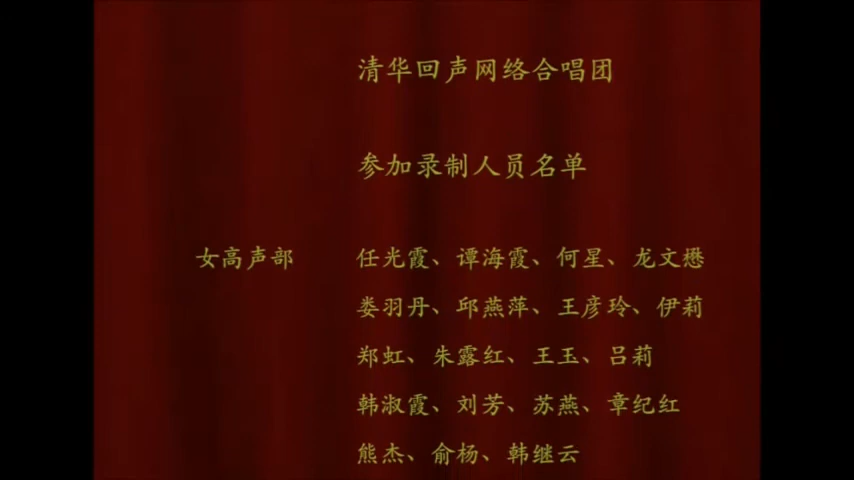 清华回声网络合唱团
参加录制人员名单
女高声部 任光霞、谭海霞、何星、龙文懋
娄羽丹、邱燕萍、王彦玲、伊莉
郑虹、朱露红、王玉、吕莉
韩淑霞、刘芳、苏燕、章纪红
熊杰、俞杨、韩继云